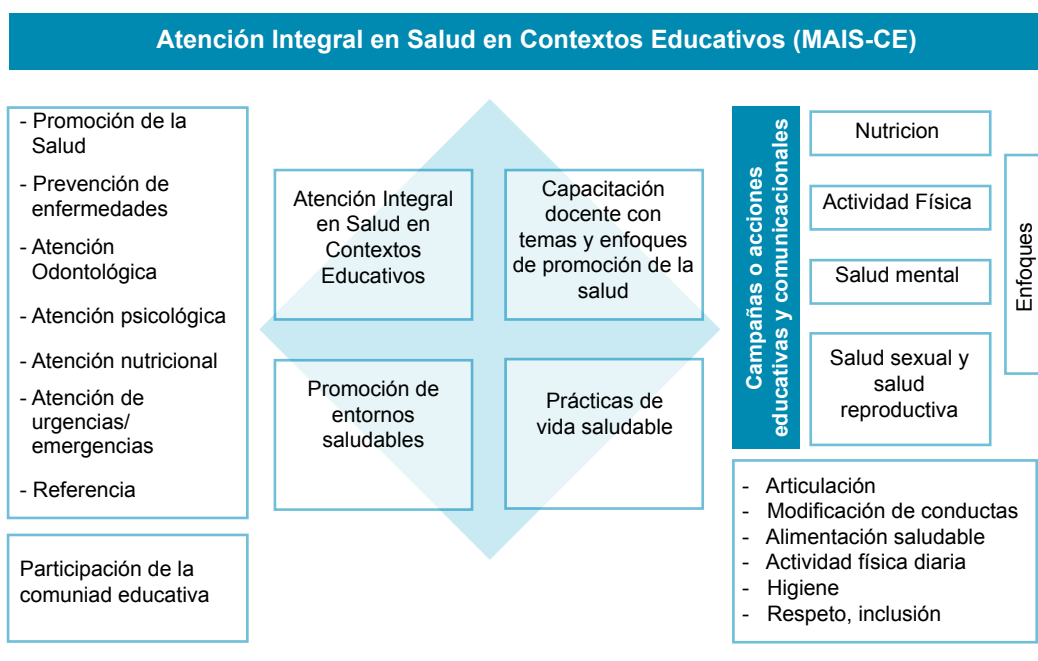 Atención Integral en Salud en Contextos Educativos (MAIS-CE)
- Promoción de la
Salud
- Prevención de
enfermedades
- Atención
Odontológica
- Atención psicológica
- Atención nutricional
- Atención de
urgencias/
emergencias
- Referencia
Participación de la
comuniad educativa
Atención Integral
en Salud en
Contextos
Educativos
Capacitación
docente con
temas y enfoques
de promoción de la
salud
Promoción de
entornos
saludables
Prácticas de
vida saludable
Campañas o acciones
educativas y comunicacionales
Nutricion
Actividad Física
Salud mental
Salud sexual y
salud
reproductiva
Enfoques
- Articulación
- Modificación de conductas
- Alimentación saludable
- Actividad física diaria
- Higiene
- Respeto, inclusión